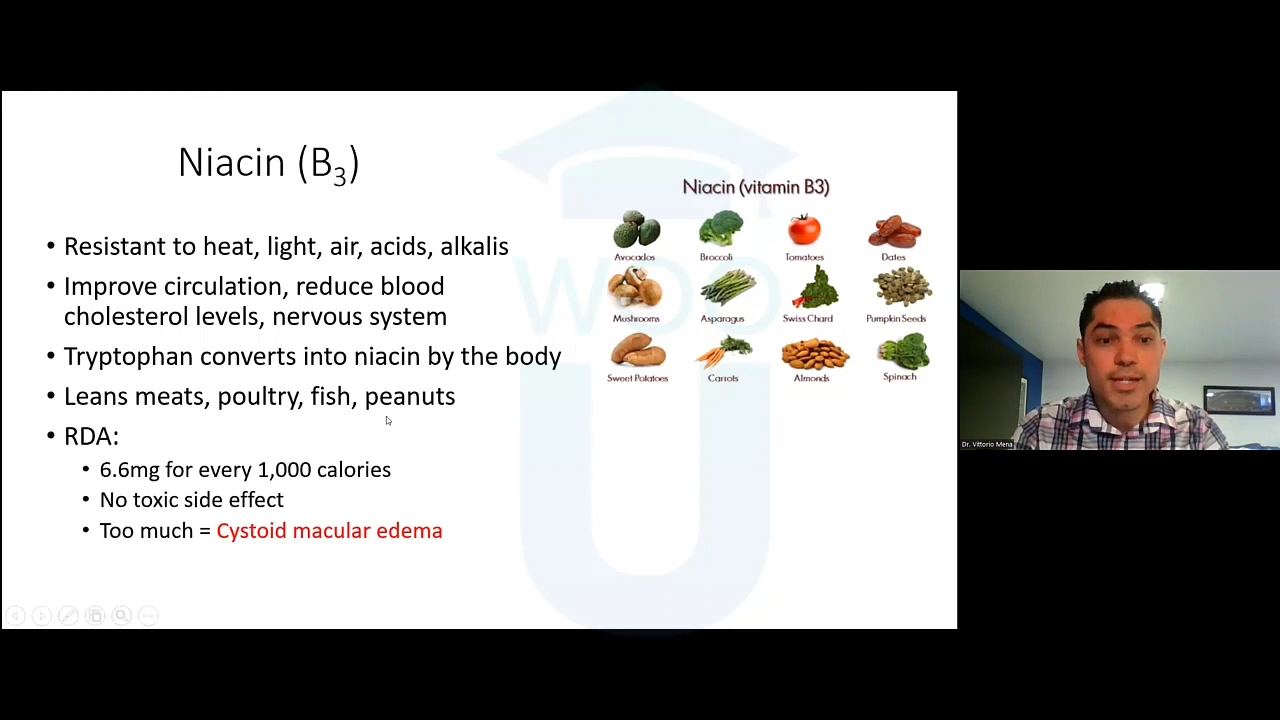 Niacin (B3)
• Resistant to heat, light, air, acids, alkalis
• Improve circulation, reduce blood
cholesterol levels, nervous system
• Tryptophan converts into niacin by the body
• Leans meats, poultry, fish, peanuts
• RDA:
• 6.6mg for every 1,000 calories
• No toxic side effect
• Too much = Cystoid macular edema
Niacin (vitamin B3)
Avocados Broccoli Tomatoes Dates
Mushrooms Asparagus Swiss Chard Pumpkin Seeds
Sweet Potatoes Carrots Almonds Spinach
WOO
U
Dr. Vittorio Mena